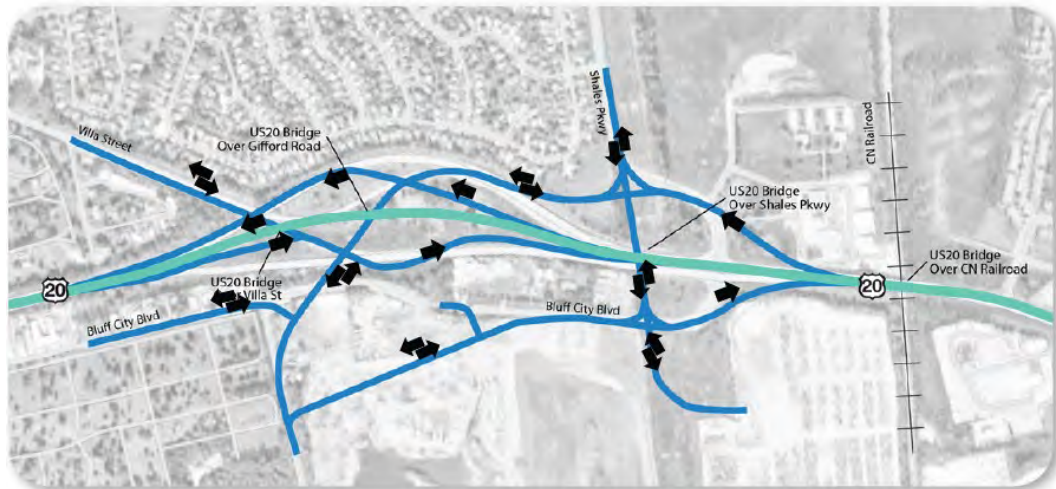 Villa Street
US20 Bridge
Over Gifford Road
Shales Pkwy
CN Railroad
US20 Bridge
Over Shales Pkwy
US20 Bridge
Over CN Railroad
20
20
US20 Bridge
Villa St
Bluff City Blvd
Bluff City Blvd